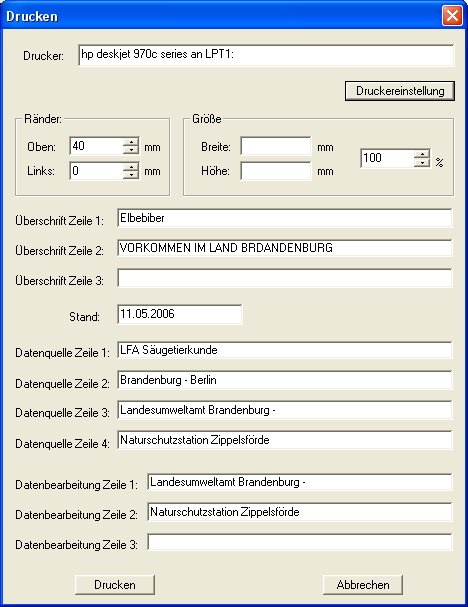 Drucken
Drucker: hp deskjet 970c series an LPT1:
Druckereinstellung
Ränder: Größe
Oben: 40 mm Breite: mm
100 %
Links: 0 mm Höhe: mm
Überschrift Zeile 1: Elbebiber
Überschrift Zeile 2: VORKOMMEN IM LAND BRDANDENBURG
Überschrift Zeile 3:
Stand: 11.05.2006
Datenquelle Zeile 1: LFA Säugetierkunde
Datenquelle Zeile 2: Brandenburg - Berlin
Datenquelle Zeile 3: Landesumweltamt Brandenburg -
Datenquelle Zeile 4: Naturschutzstation Zippelsförde
Datenbearbeitung Zeile 1: Landesumweltamt Brandenburg -
Datenbearbeitung Zeile 2: Naturschutzstation Zippelsförde
Datenbearbeitung Zeile 3:
Drucken Abbrechen